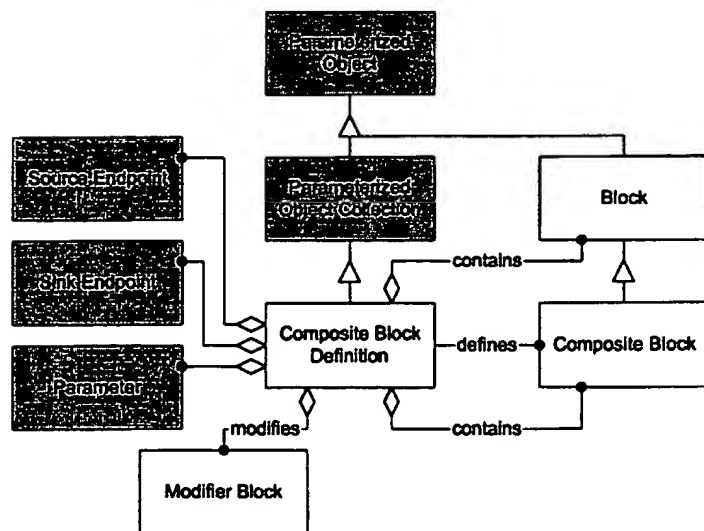 Parameterized
Object
Source Endpoint
Parameterized
Object Collection
Block
contains
Sink Endpoint
Composite Block
Definition
defines
Composite Block
Parameter
modifies
contains
Modifier Block